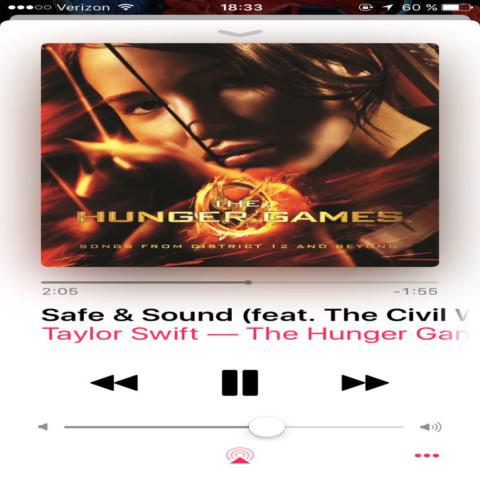 Verizon 18:33 60 %
THE
HUNGER GAMES
SONGS FROM DISTRICT 12 AND BEYOND
2:05 -1:55
Safe & Sound (feat. The Civil
Taylor Swift — The Hunger Gam